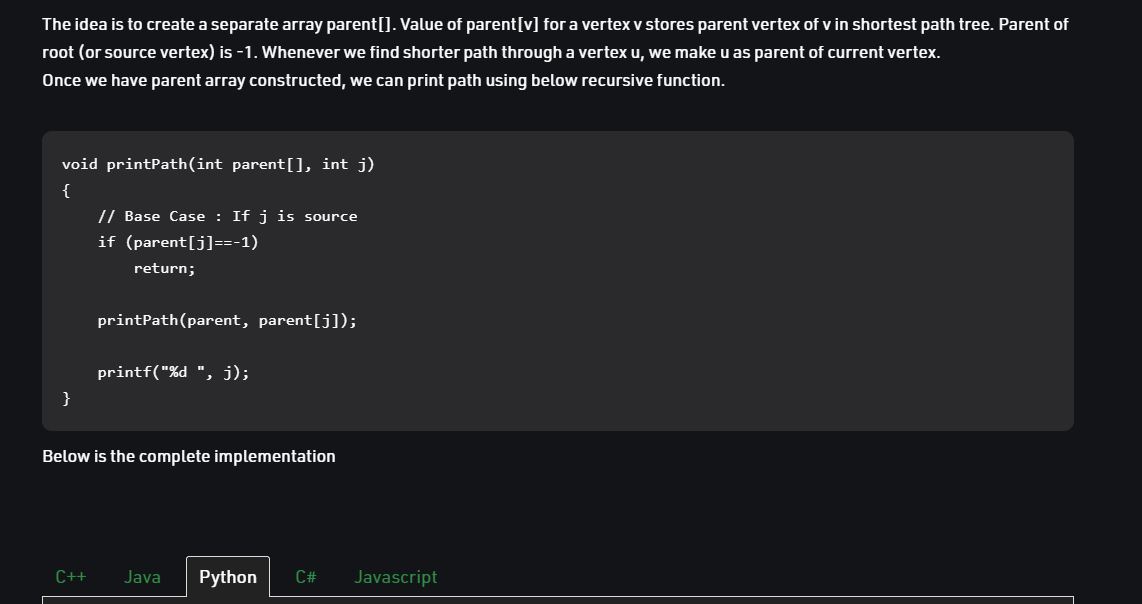 The idea is to create a separate array parent[]. Value of parent[v] for a vertex v stores parent vertex of v in shortest path tree. Parent of
root (or source vertex) is -1. Whenever we find shorter path through a vertex u, we make u as parent of current vertex.
Once we have parent array constructed, we can print path using below recursive function.
void printPath(int parent[], int j)
{
    // Base Case : If j is source
    if (parent[j]==-1)
        return;
    printPath(parent, parent[j]);
    printf("%d ", j);
}
Below is the complete implementation
C++ Java Python C# Javascript